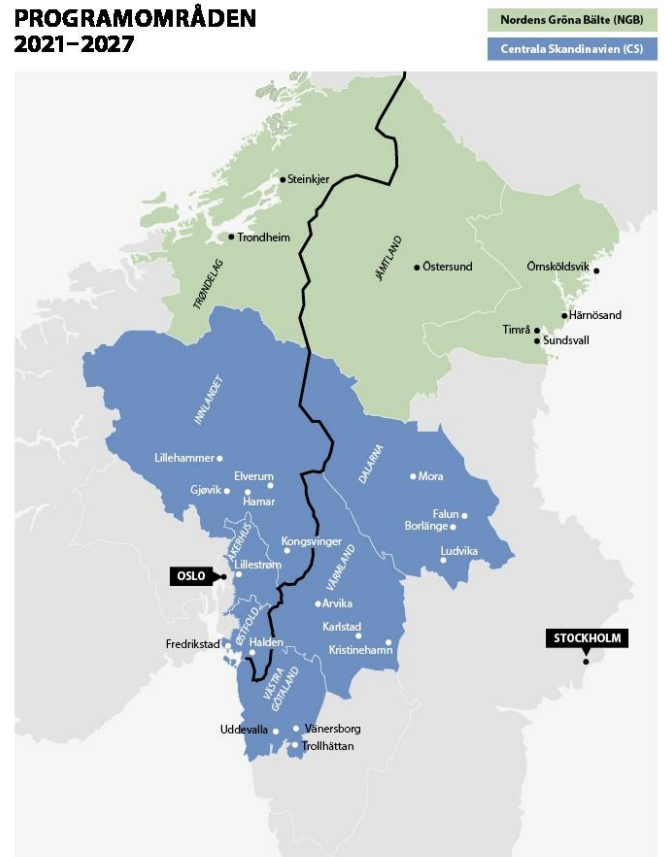 PROGRAMOMRÅDEN
2021–2027
Nordens Gröna Bälte (NGB)
Centrala Skandinavien (CS)
Steinkjer
Trondheim
TRØNDELAG
JÄMTLAND
Östersund
Örnsköldsvik
Härnösand
Timrå
Sundsvall
INNLANDET
Lillehammer
Elverum
Gjøvik
Hamar
DALARNA
Mora
Falun
Borlänge
Ludvika
AKERHUS
Kongsvinger
Lillestrøm
OSLO
VÄRMLAND
Arvika
ØSTFOLD
Karlstad
Fredrikstad
Halden
Kristinehamn
STOCKHOLM
VÄSTRA
GÖTALAND
Uddevalla
Vänersborg
Trollhättan